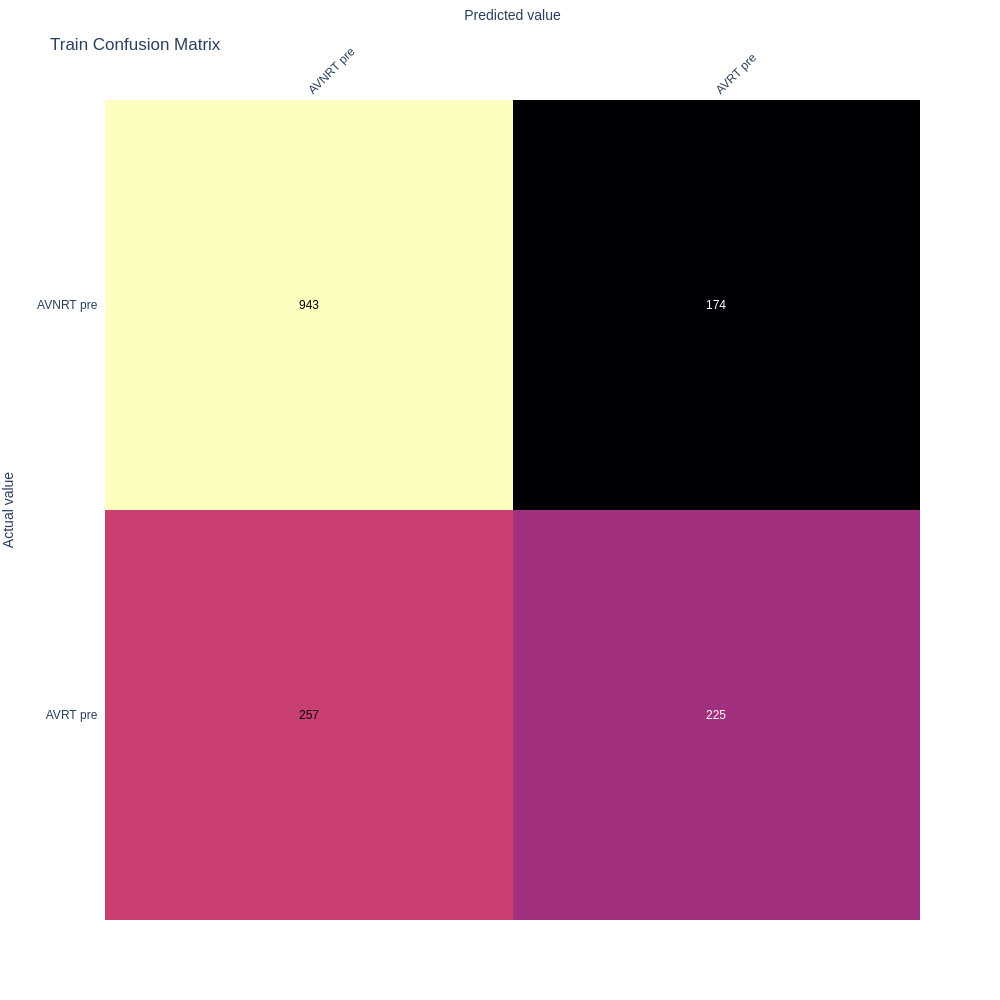 Predicted value
Train Confusion Matrix
AVNRT pre
AVRT pre
AVNRT pre
943
174
Actual value
AVRT pre
257
225